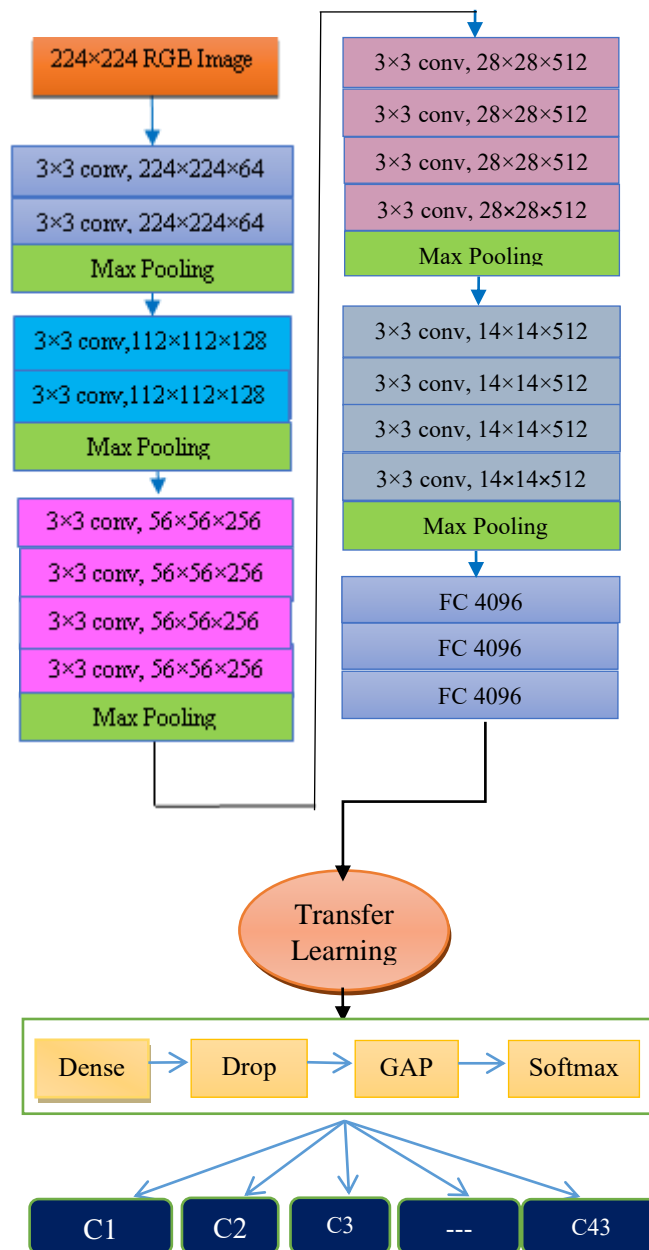 224×224 RGB Image
3×3 conv, 224×224×64
3×3 conv, 224×224×64
Max Pooling
3×3 conv,112×112×128
3×3 conv,112×112×128
Max Pooling
3×3 conv, 56×56×256
3×3 conv, 56×56×256
3×3 conv, 56×56×256
3×3 conv, 56×56×256
Max Pooling
3×3 conv, 28×28×512
3×3 conv, 28×28×512
3×3 conv, 28×28×512
3×3 conv, 28×28×512
Max Pooling
3×3 conv, 14×14×512
3×3 conv, 14×14×512
3×3 conv, 14×14×512
3×3 conv, 14×14×512
Max Pooling
FC 4096
FC 4096
FC 4096
Transfer
Learning
Dense Drop GAP Softmax
C1 C2 C3 --- C43